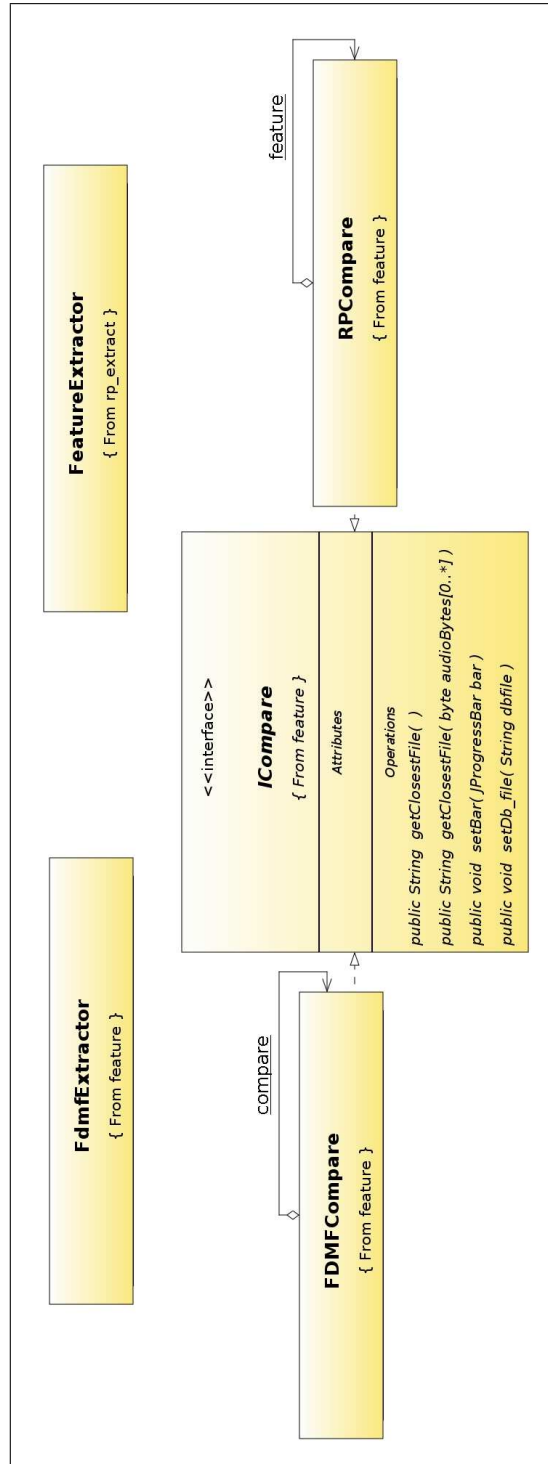 FdmfExtractor
{ From feature }
FeatureExtractor
{ From rp_extract }
<<interface>>
ICompare
{ From feature }
Attributes
Operations
public String getClosestFile( )
public String getClosestFile( byte audioBytes[0..*] )
public void setBar( JProgressBar bar )
public void setDb_file( String dbfile )
compare
FDMFCompare
{ From feature }
feature
RPCompare
{ From feature }